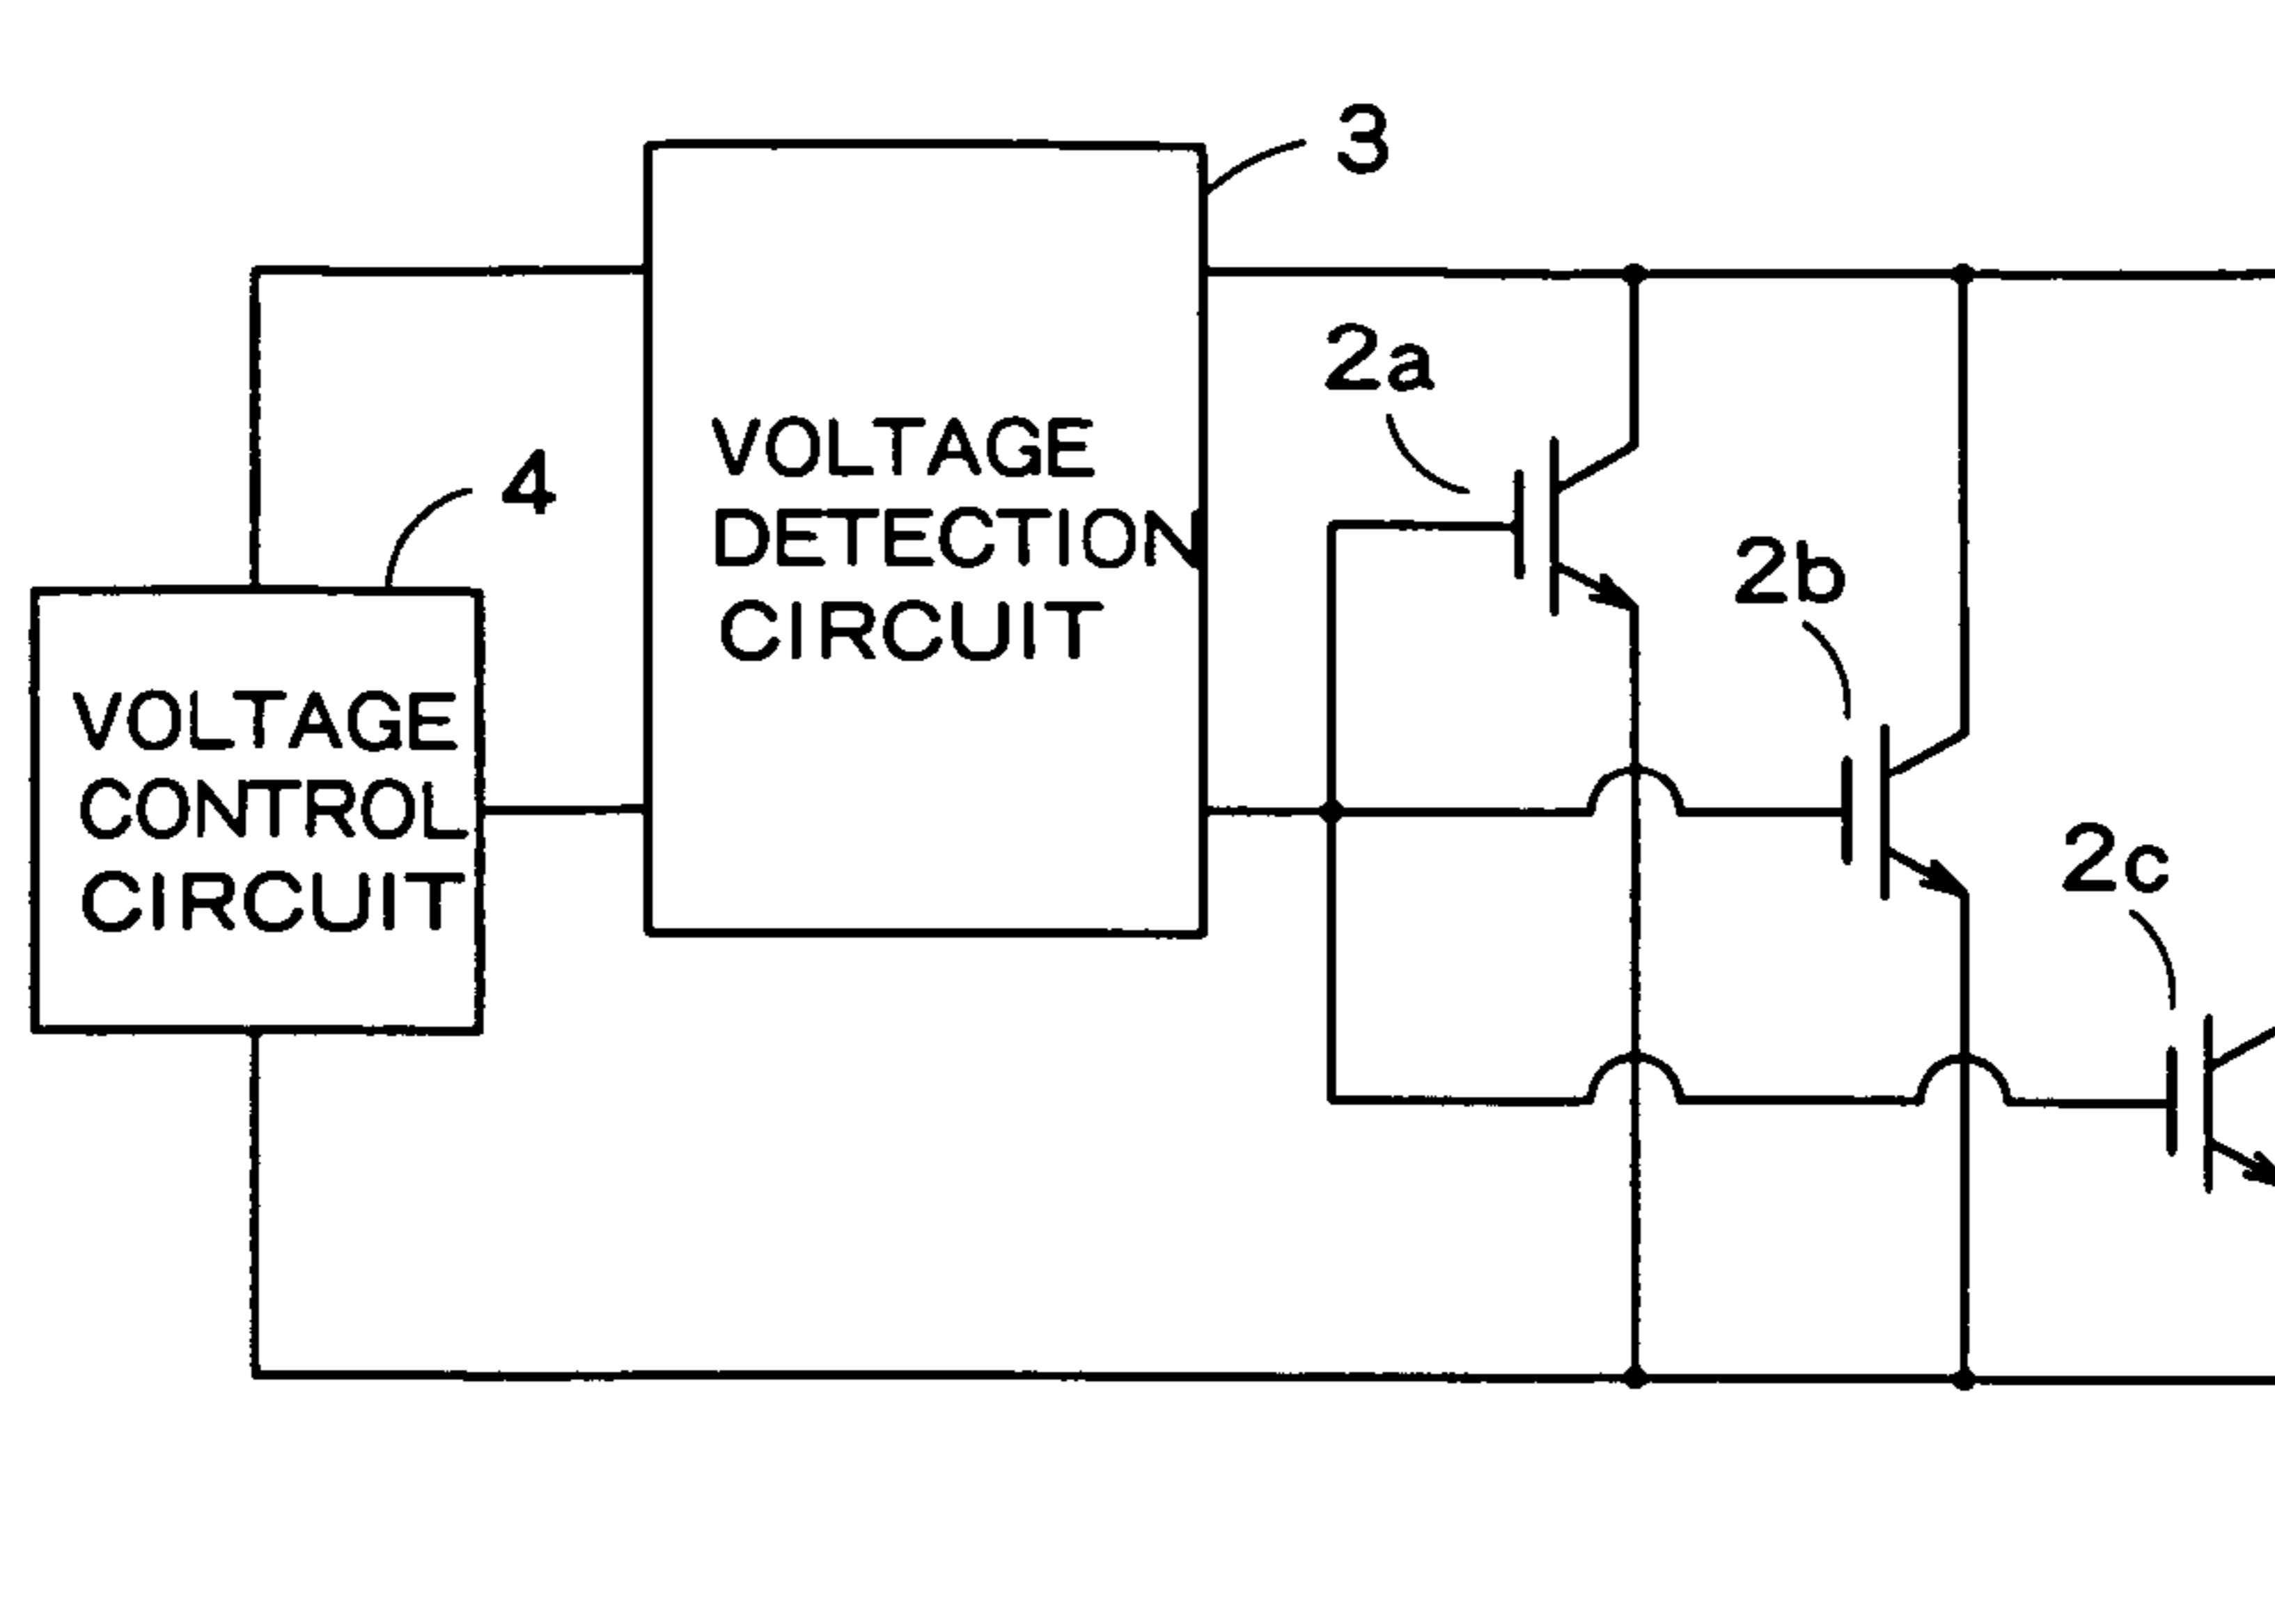 3
2a
VOLTAGE
DETECTION
CIRCUIT
4
2b
VOLTAGE
CONTROL
CIRCUIT
2c